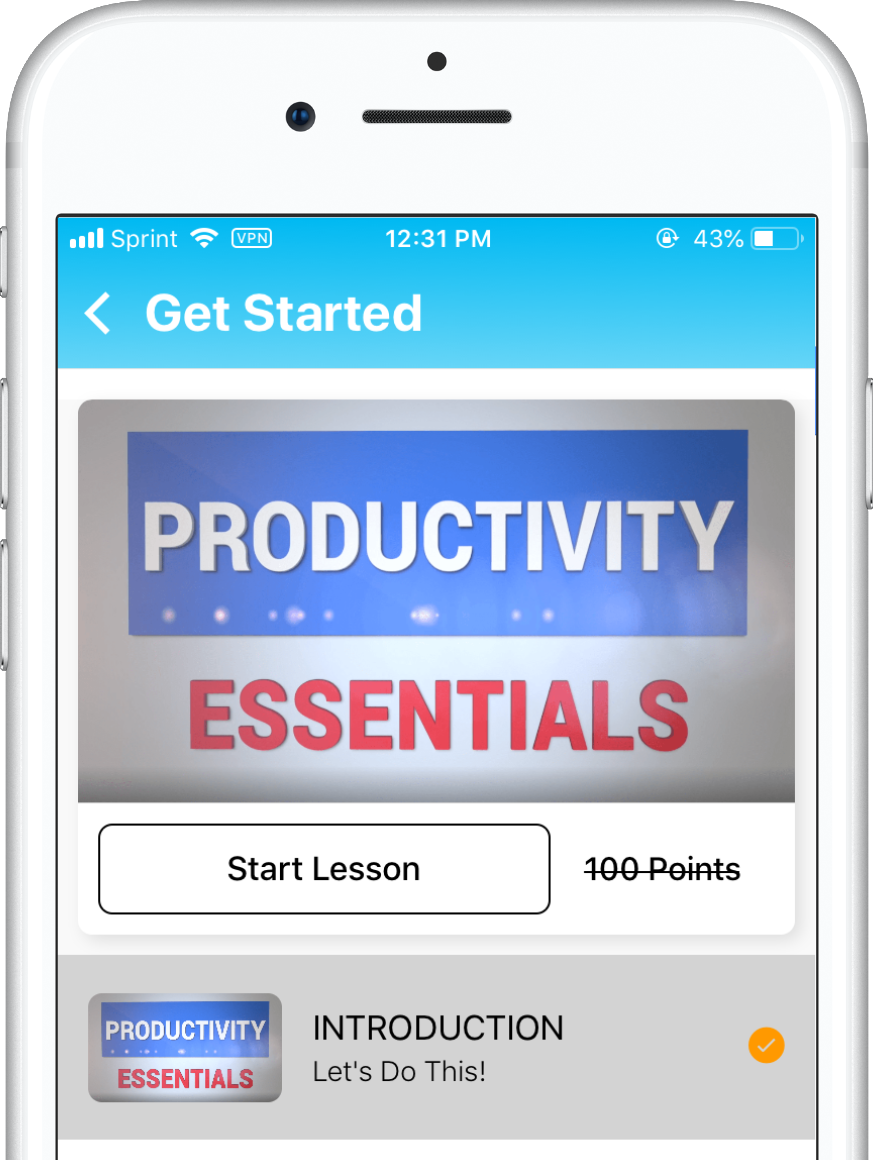 Sprint VPN 12:31 PM 43%
Get Started
PRODUCTIVITY
ESSENTIALS
Start Lesson 100 Points
PRODUCTIVITY
ESSENTIALS
INTRODUCTION
Let's Do This!